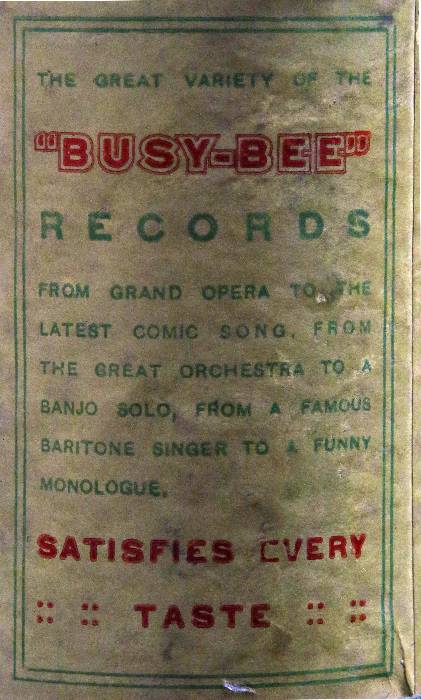 THE GREAT VARIETY OF THE
"BUSY-BEE"
RECORDS
FROM GRAND OPERA TO THE
LATEST COMIC SONG, FROM
THE GREAT ORCHESTRA TO A
BANJO SOLO, FROM A FAMOUS
BARITONE SINGER TO A FUNNY
MONOLOGUE,
SATISFIES EVERY
:: :: TASTE :: ::